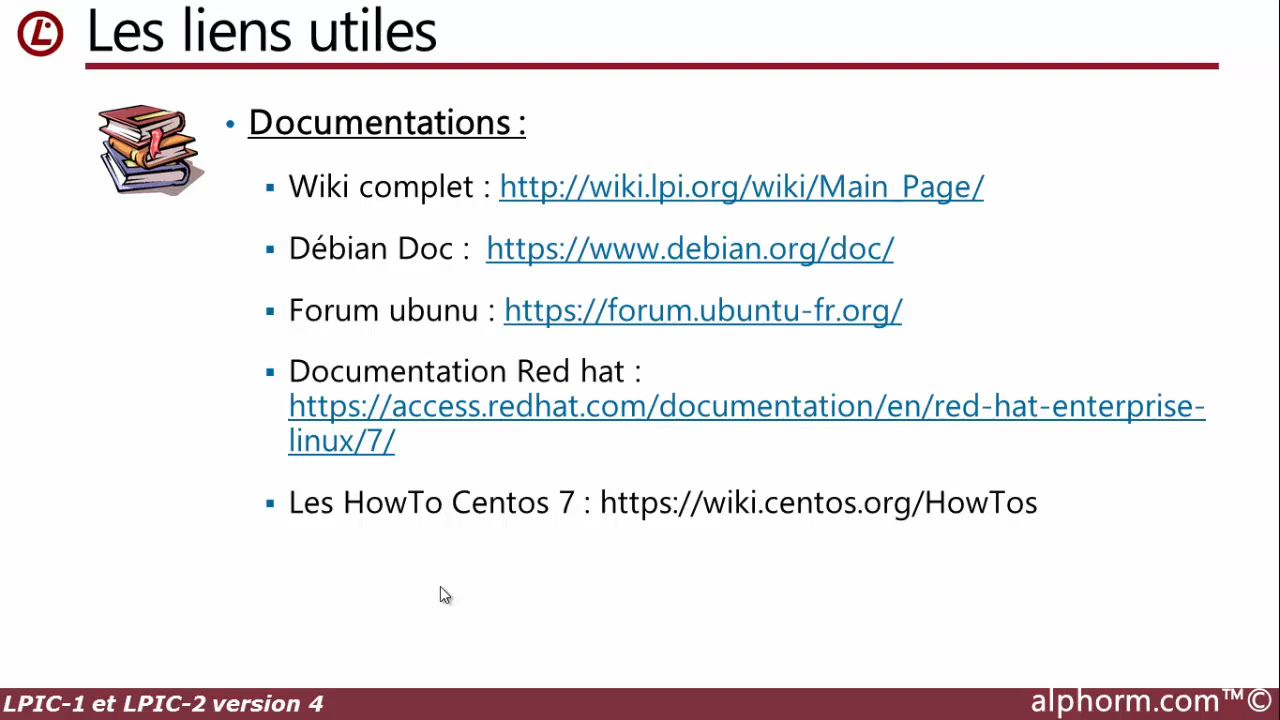 Les liens utiles
• Documentations :
▪ Wiki complet : http://wiki.lpi.org/wiki/Main_Page/
▪ Débian Doc : https://www.debian.org/doc/
▪ Forum ubunu : https://forum.ubuntu-fr.org/
▪ Documentation Red hat :
https://access.redhat.com/documentation/en/red-hat-enterprise-
linux/7/
▪ Les HowTo Centos 7 : https://wiki.centos.org/HowTos
LPIC-1 et LPIC-2 version 4
alphorm.com™©